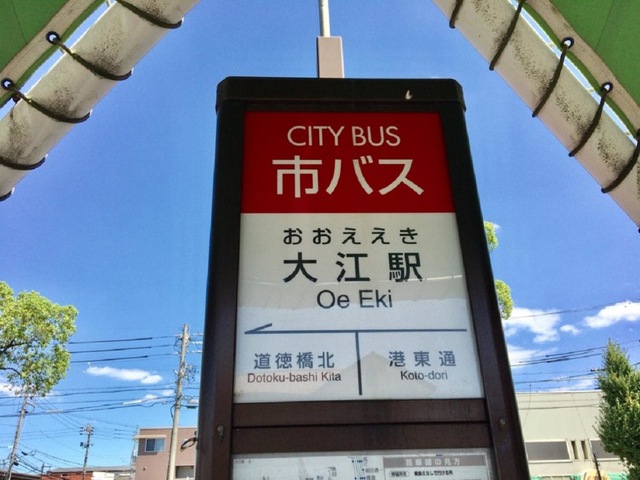 CITY BUS
市バス
おおええき
大江駅
Oe Eki
道徳橋北
Dotoku-bashi Kita
港東通
Koto-dori